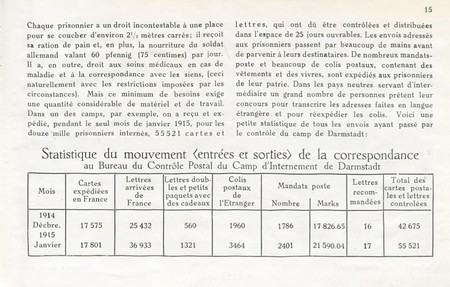 15
Chaque prisonnier a un droit incontestable à une place
pour se coucher d'environ 2¹/₂ mètres carrés: il reçoit
sa ration de pain et, en plus, la nourriture du soldat
allemand valant 60 pfennig (75 centimes) par jour.
Il a, en outre, droit aux soins médicaux en cas de
maladie et à la correspondance avec les siens, (ceci
naturellement avec les restrictions imposées par les
circonstances). Mais ce minimum de besoins exige
une quantité considérable de matériel et de travail.
Dans un des camps, par exemple, on a reçu et ex-
pédié, pendant le seul mois de janvier 1915, pour les
douze mille prisonniers internés, 55521 cartes et
lettres, qui ont dû être contrôlées et distribuées
dans l'espace de 25 jours ouvrables. Les envois adressés
aux prisonniers passent par beaucoup de mains avant
de parvenir à leurs destinataires. De nombreux mandats-
poste et beaucoup de colis postaux, contenant des
vêtements et des vivres, sont expédiés aux prisonniers
de leur patrie. Dans les pays neutres servant d'inter-
médiaire un grand nombre de personnes prêtent leur
concours pour transcrire les adresses faites en langue
étrangère et pour réexpédier les colis. Voici une
petite statistique de tous les envois ayant passé par
le contrôle du camp de Darmstadt:
Statistique du mouvement (entrées et sorties) de la correspondance
au Bureau du Contrôle Postal du Camp d'Internement de Darmstadt
Mois
Cartes
expédiées
en France
Lettres
arrivées
de
France
Lettres doub-
les et petits
paquets avec
des cadeaux
Colis
postaux
de
l'Etranger
Mandats poste
Nombre
Marks
Lettres
recom-
mandées
Total des
cartes posta-
les et lettres
contrôlées
1914
Décbre. 17 575 25 432 560 1960 1786 17 826.65 16 42 675
1915
Janvier 17 801 36 933 1321 3464 2401 21 590.04 17 55 521